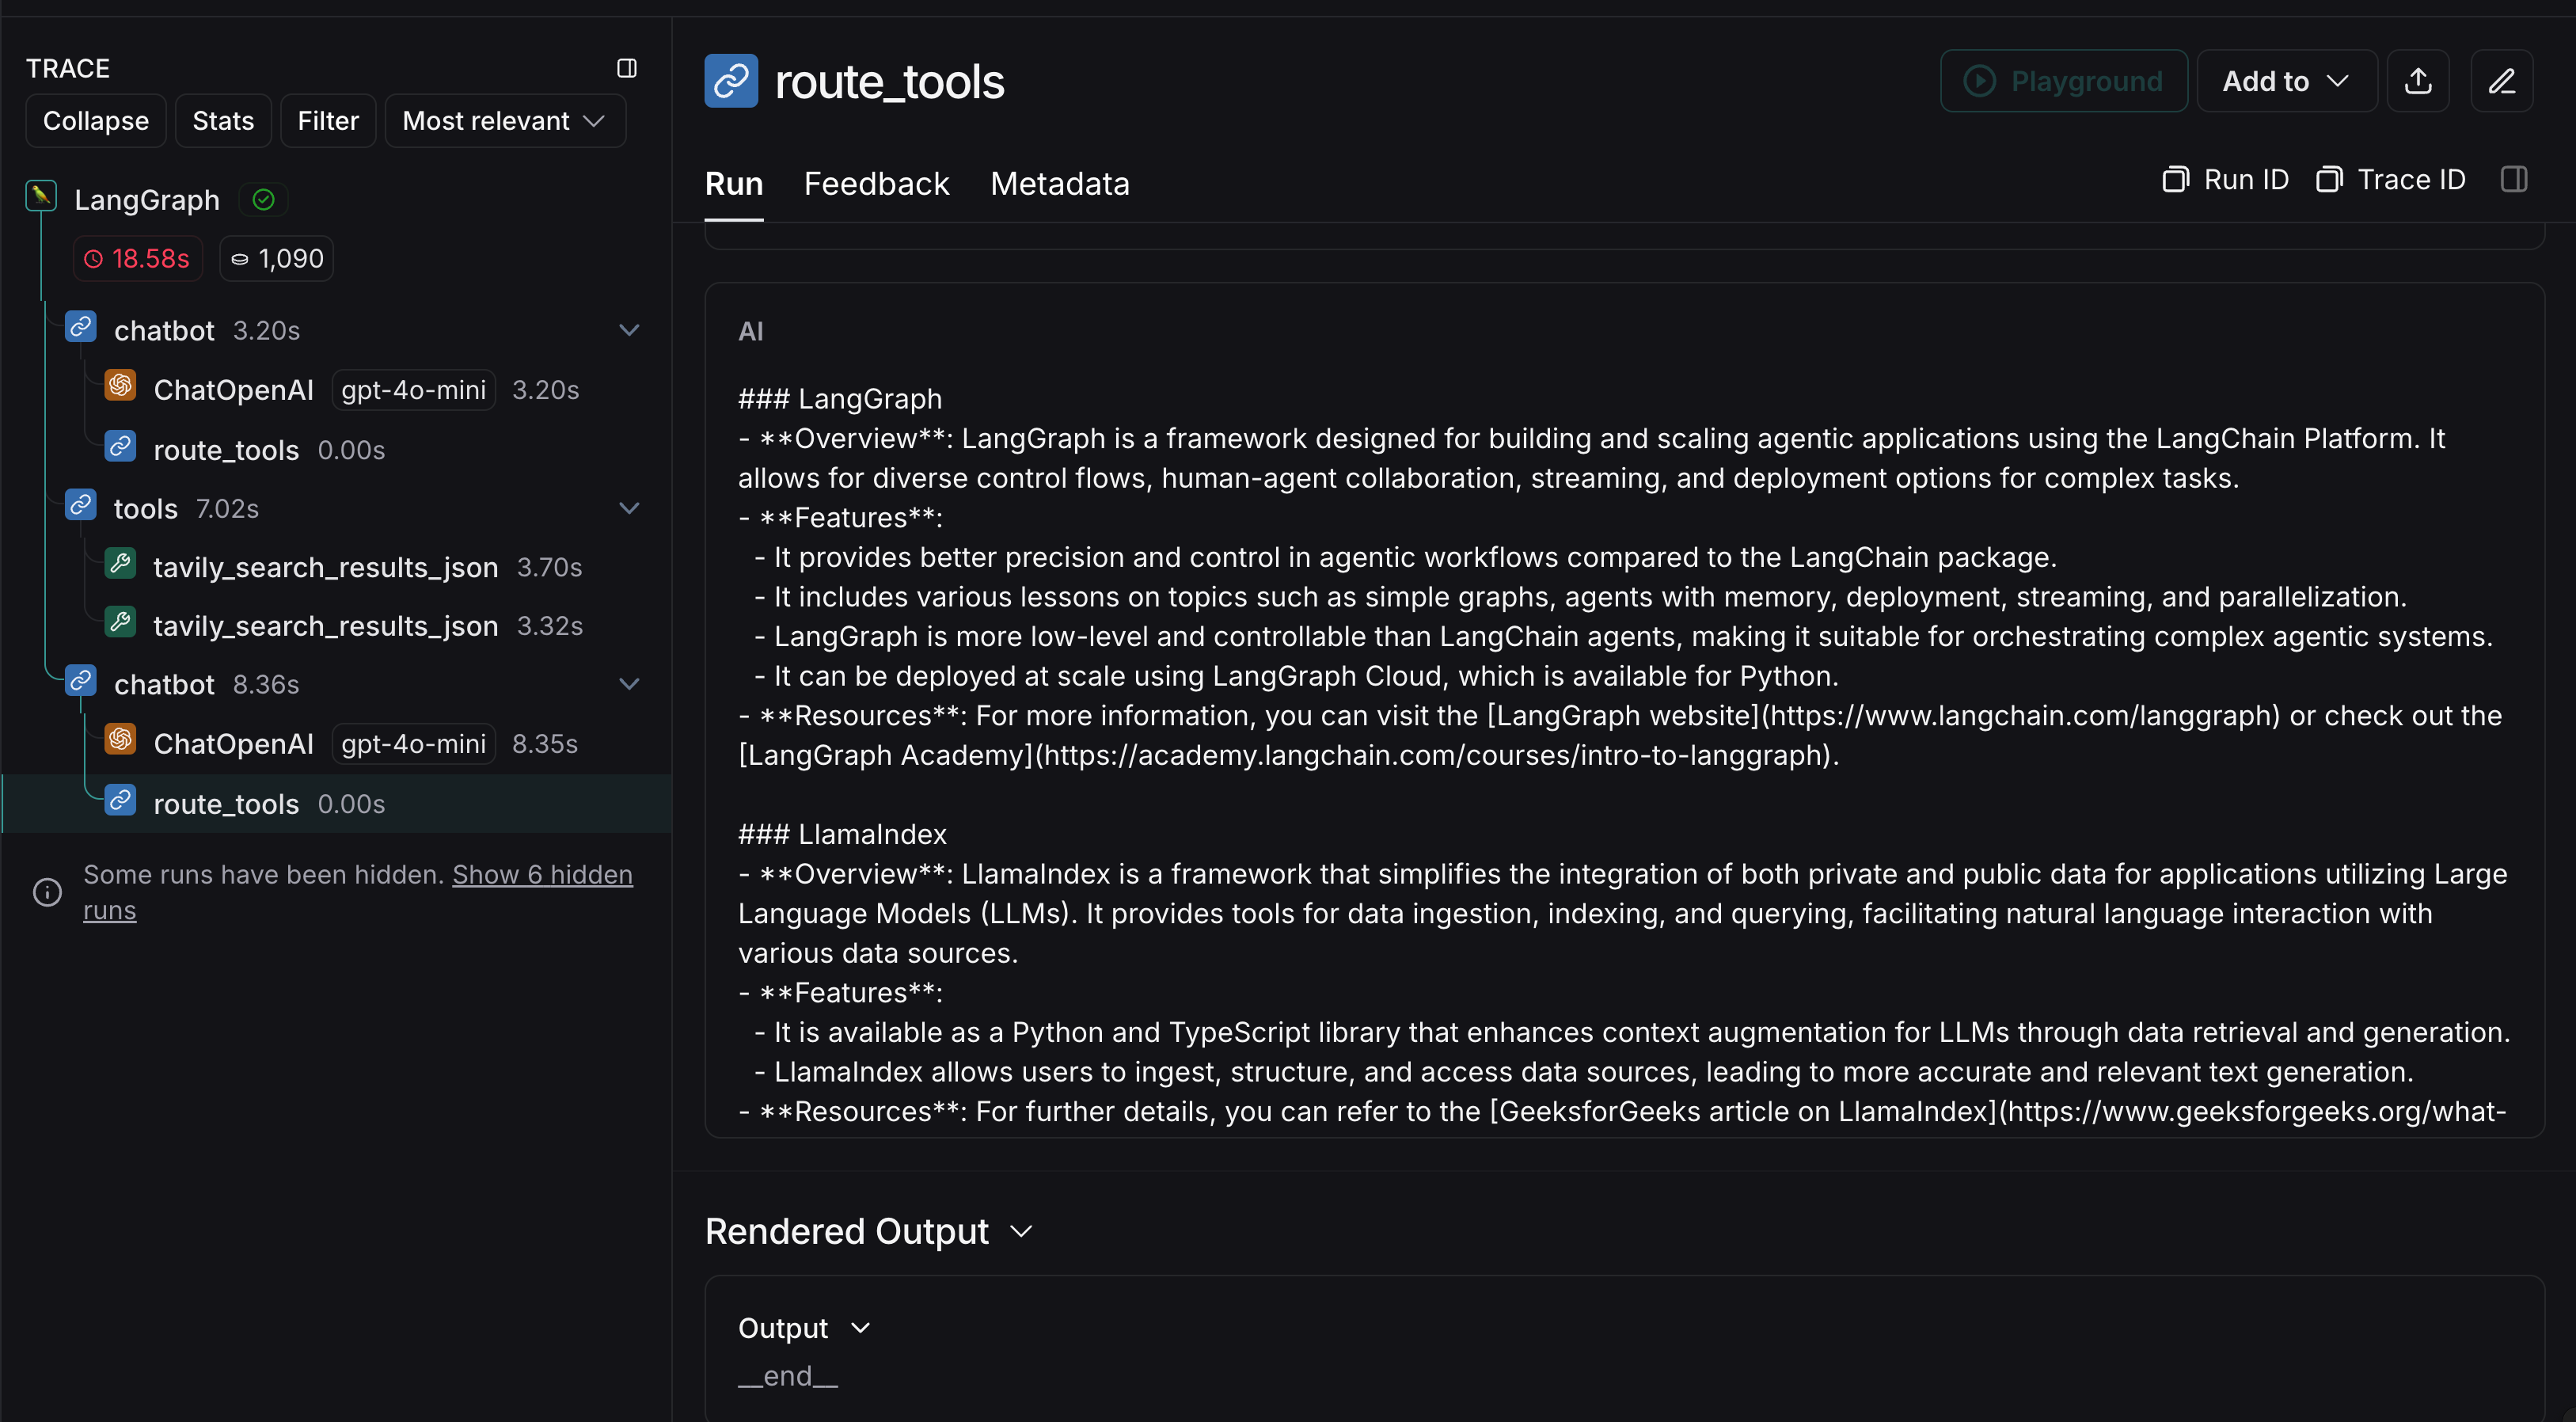 TRACE
Collapse Stats Filter Most relevant
LangGraph
18.58s 1,090
chatbot 3.20s
ChatOpenAI gpt-4o-mini 3.20s
route_tools 0.00s
tools 7.02s
tavily_search_results_json 3.70s
tavily_search_results_json 3.32s
chatbot 8.36s
ChatOpenAI gpt-4o-mini 8.35s
route_tools 0.00s
Some runs have been hidden. Show 6 hidden
runs
route_tools
Playground Add to
Run Feedback Metadata
Run ID Trace ID
AI
### LangGraph
- **Overview**: LangGraph is a framework designed for building and scaling agentic applications using the LangChain Platform. It
allows for diverse control flows, human-agent collaboration, streaming, and deployment options for complex tasks.
- **Features**:
- It provides better precision and control in agentic workflows compared to the LangChain package.
- It includes various lessons on topics such as simple graphs, agents with memory, deployment, streaming, and parallelization.
- LangGraph is more low-level and controllable than LangChain agents, making it suitable for orchestrating complex agentic systems.
- It can be deployed at scale using LangGraph Cloud, which is available for Python.
- **Resources**: For more information, you can visit the [LangGraph website](https://www.langchain.com/langgraph) or check out the
[LangGraph Academy](https://academy.langchain.com/courses/intro-to-langgraph).
### LlamaIndex
- **Overview**: LlamaIndex is a framework that simplifies the integration of both private and public data for applications utilizing Large
Language Models (LLMs). It provides tools for data ingestion, indexing, and querying, facilitating natural language interaction with
various data sources.
- **Features**:
- It is available as a Python and TypeScript library that enhances context augmentation for LLMs through data retrieval and generation.
- LlamaIndex allows users to ingest, structure, and access data sources, leading to more accurate and relevant text generation.
- **Resources**: For further details, you can refer to the [GeeksforGeeks article on LlamaIndex](https://www.geeksforgeeks.org/what-
Rendered Output
Output
__end__